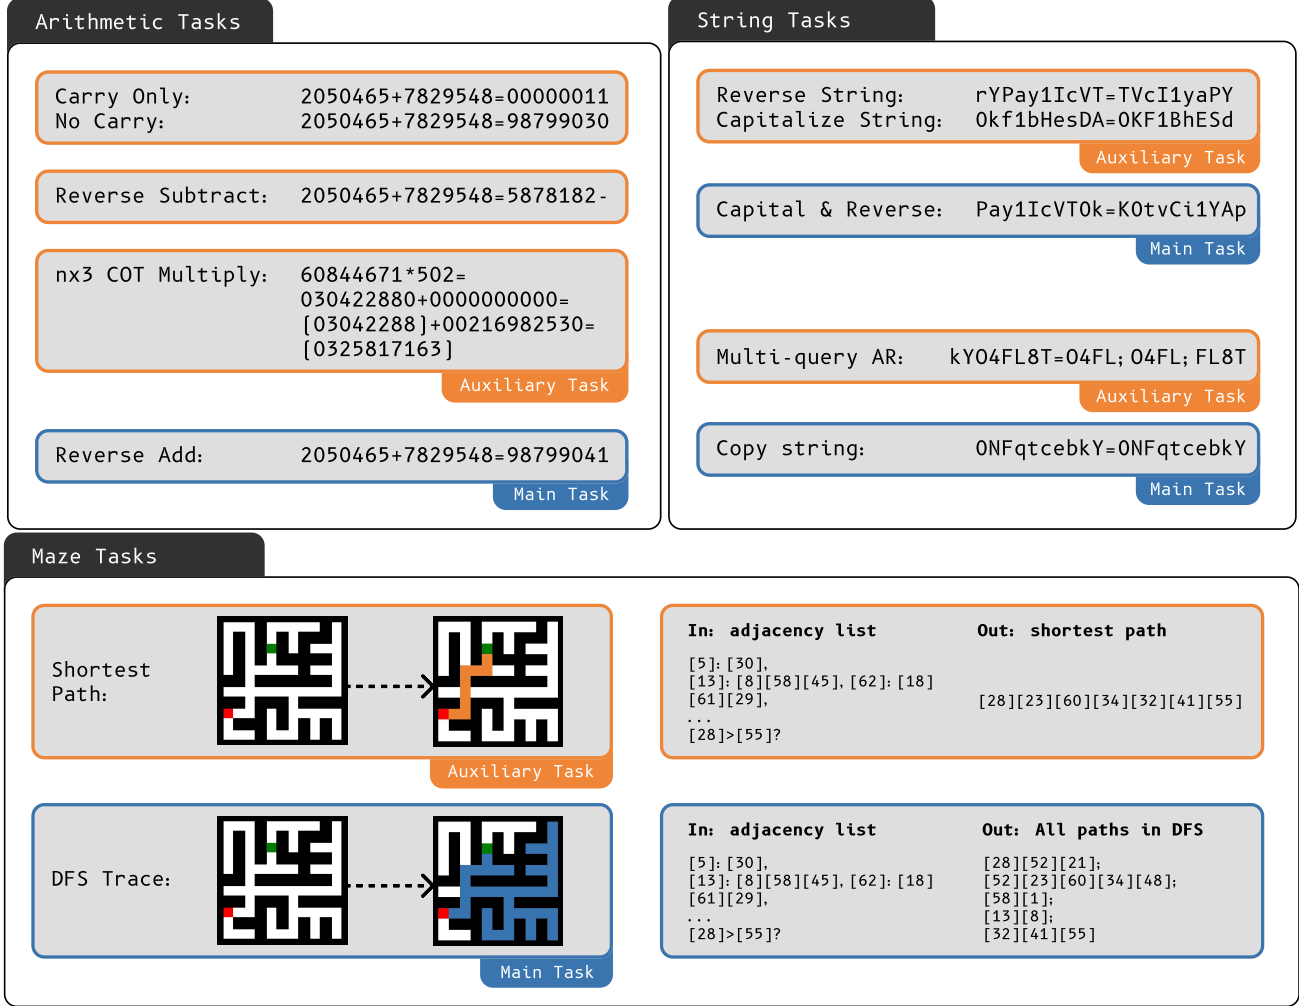 Arithmetic Tasks
Carry Only: 2050465+7829548=00000011
No Carry: 2050465+7829548=98799030
Reverse Subtract: 2050465+7829548=5878182-
nx3 COT Multiply: 60844671*502=
030422880+0000000000=
[03042288]+00216982530=
[0325817163]
Auxiliary Task
Reverse Add: 2050465+7829548=98799041
Main Task
String Tasks
Reverse String: rYPay1IcVT=TVcI1yaPY
Capitalize String: Okf1bHesDA=OKF1BhESd
Auxiliary Task
Capital & Reverse: Pay1IcVTOk=KOtvCi1YAp
Main Task
Multi-query AR: kYO4FL8T=O4FL;O4FL;FL8T
Auxiliary Task
Copy string: ONFqtcebkY=ONFqtcebkY
Main Task
Maze Tasks
Shortest
Path:
Auxiliary Task
In: adjacency list
[5]:[30],
[13]:[8][58][45],[62]:[18]
[61][29],
...
[28]>[55]?
Out: shortest path
[28][23][60][34][32][41][55]
DFS Trace:
Main Task
In: adjacency list
[5]:[30],
[13]:[8][58][45],[62]:[18]
[61][29],
...
[28]>[55]?
Out: All paths in DFS
[28][52][21];
[52][23][60][34][48];
[58][1];
[13][8];
[32][41][55]